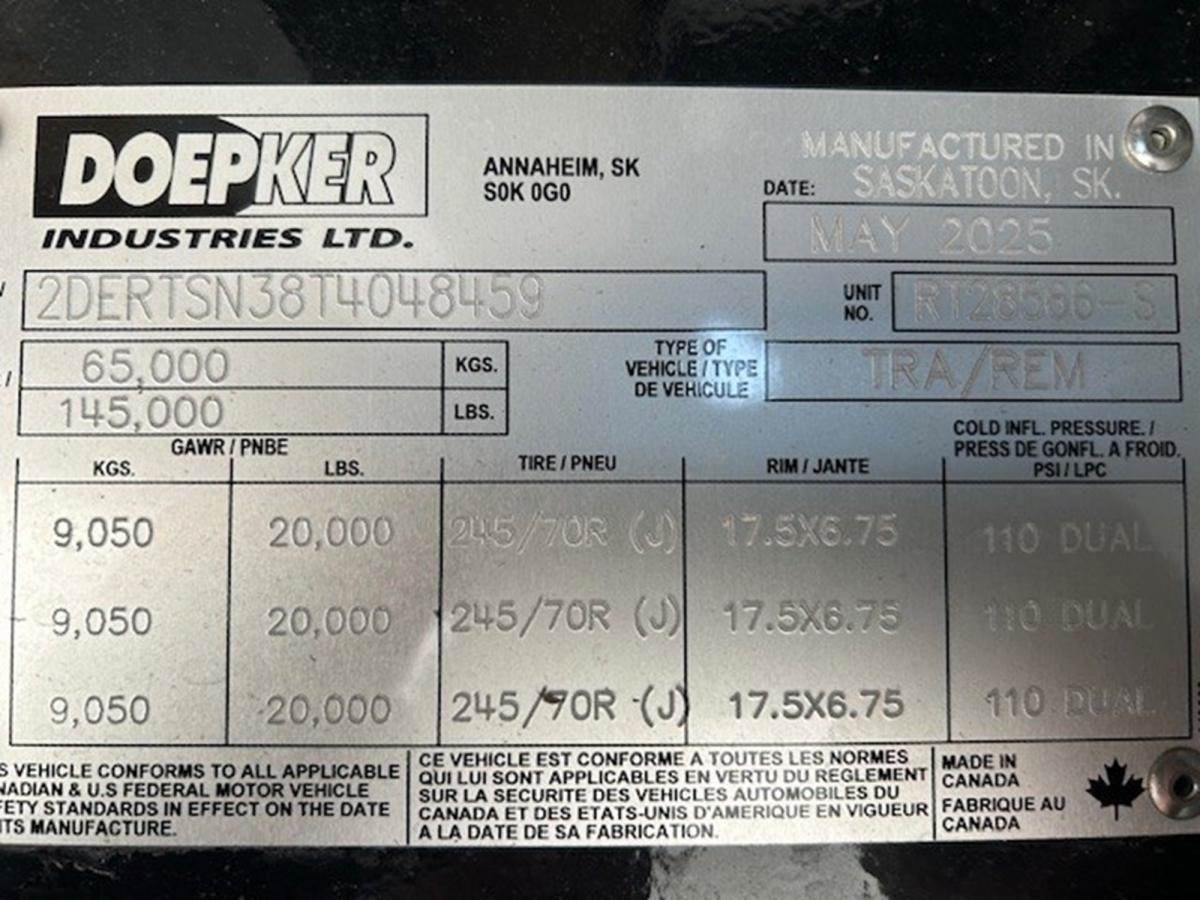 DOEPKER
INDUSTRIES LTD.
ANNAHEIM, SK
S0K 0G0
MANUFACTURED IN
SASKATOON, SK.
DATE:
MAY 2025
2DERTSN38T4048459
UNIT
NO.
RT28566-S
65,000 KGS.
145,000 LBS.
TYPE OF
VEHICLE / TYPE
DE VEHICULE
TRA/REM
GAWR / PNBE
KGS. LBS. TIRE / PNEU RIM / JANTE
COLD INFL. PRESSURE. /
PRESS DE GONFL. A FROID.
PSI / LPC
9,050 20,000 245/70R (J) 17.5X6.75 110 DUAL
9,050 20,000 245/70R (J) 17.5X6.75 110 DUAL
9,050 20,000 245/70R (J) 17.5X6.75 110 DUAL
S VEHICLE CONFORMS TO ALL APPLICABLE
NADIAN & U.S FEDERAL MOTOR VEHICLE
FETY STANDARDS IN EFFECT ON THE DATE
ITS MANUFACTURE.
CE VEHICLE EST CONFORME A TOUTES LES NORMES
QUI LUI SONT APPLICABLES EN VERTU DU REGLEMENT
SUR LA SECURITE DES VEHICLES AUTOMOBILES DU
CANADA ET DES ETATS-UNIS D'AMERIQUE EN VIGUEUR
A LA DATE DE SA FABRICATION.
MADE IN
CANADA
FABRIQUE AU
CANADA